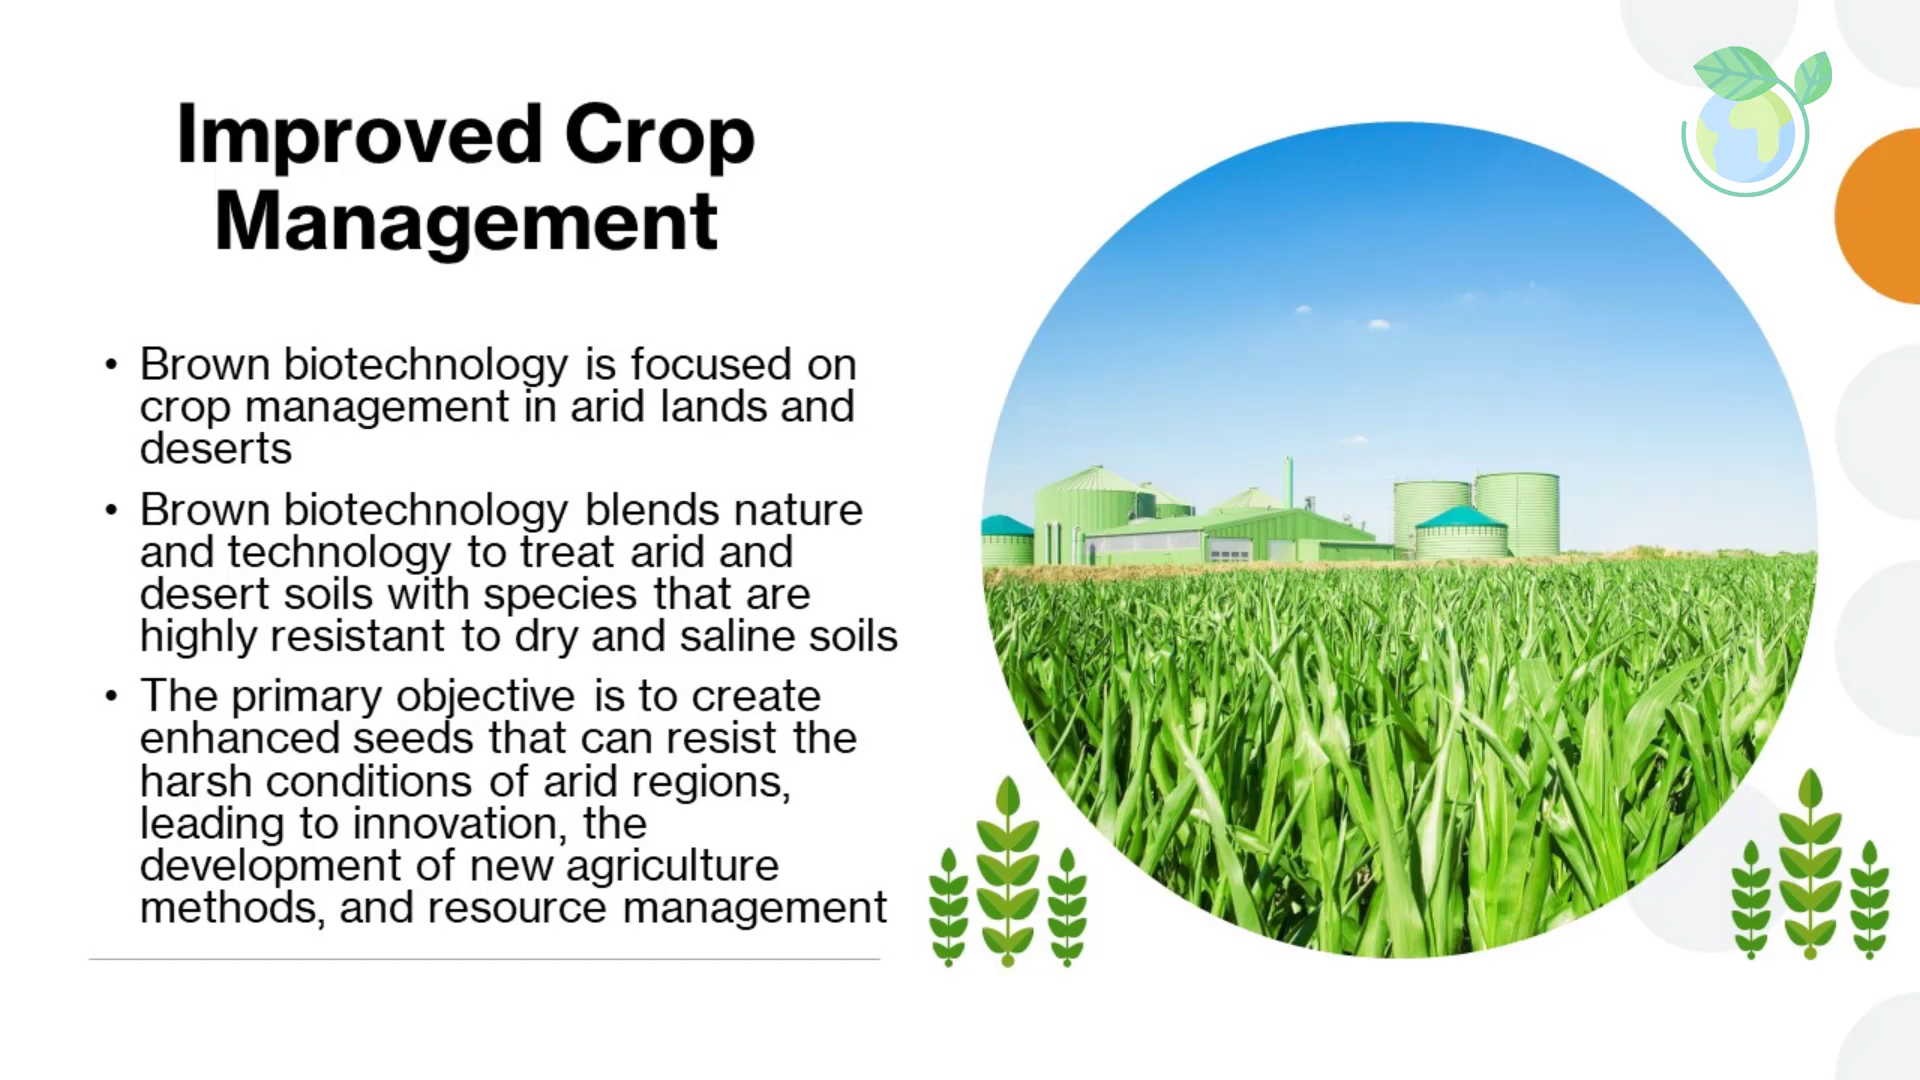 Improved Crop
Management
• Brown biotechnology is focused on
crop management in arid lands and
deserts
• Brown biotechnology blends nature
and technology to treat arid and
desert soils with species that are
highly resistant to dry and saline soils
• The primary objective is to create
enhanced seeds that can resist the
harsh conditions of arid regions,
leading to innovation, the
development of new agriculture
methods, and resource management